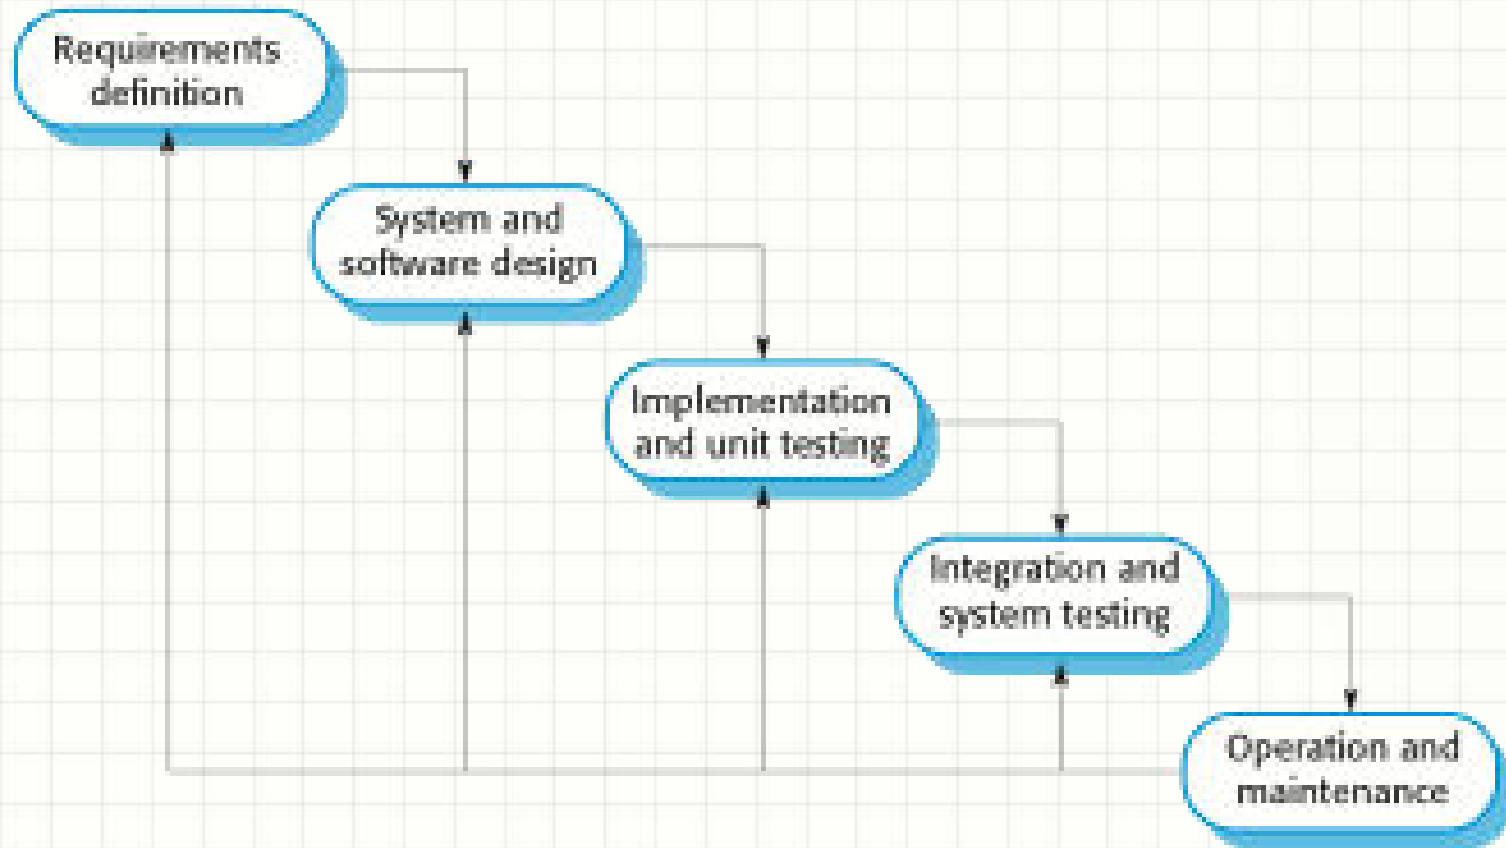 Requirements
definition
System and
software design
Implementation
and unit testing
Integration and
system testing
Operation and
maintenance